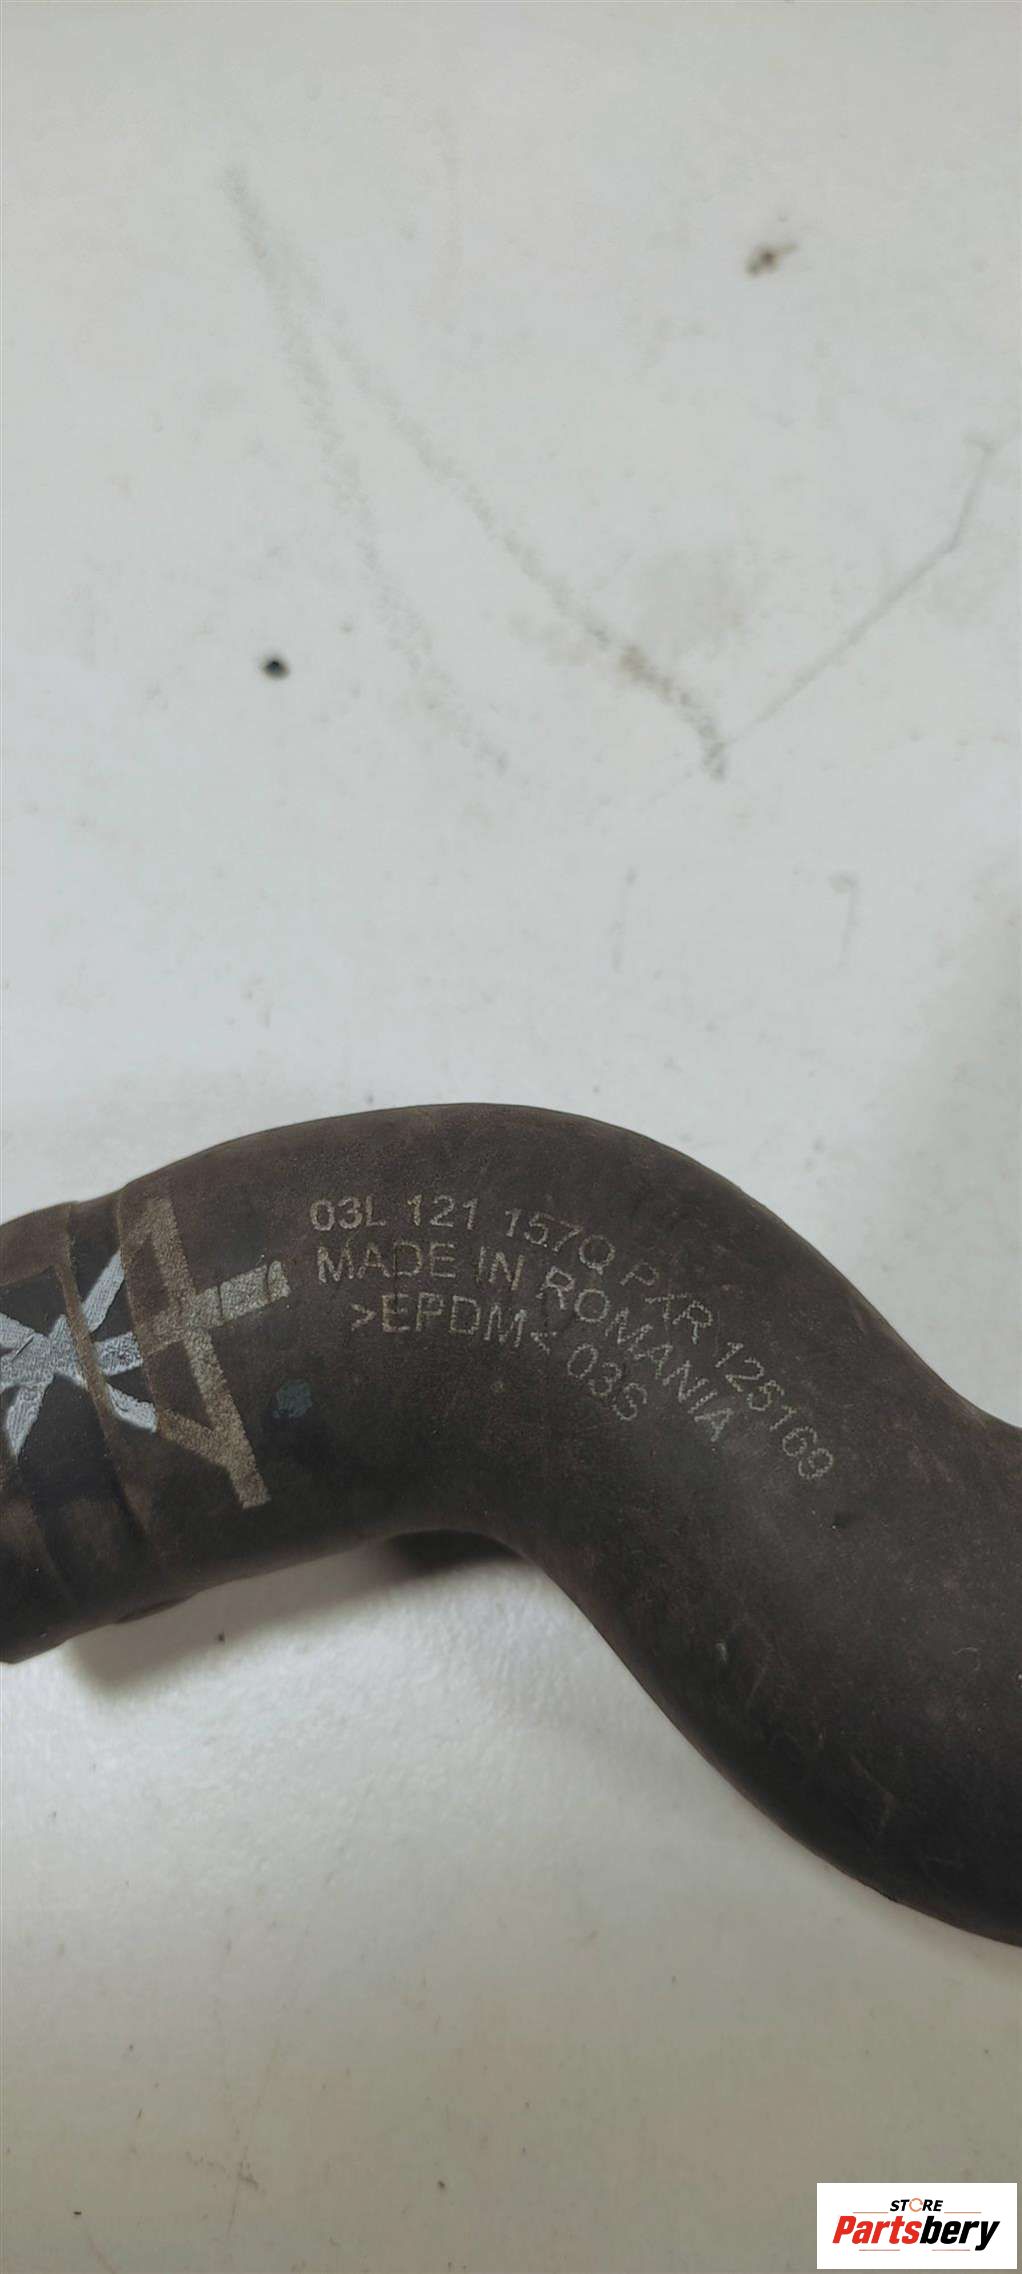 03L 121 157Q PXR 125169
MADE IN ROMANIA
>EPDM< 03S
STORE
Partsbery